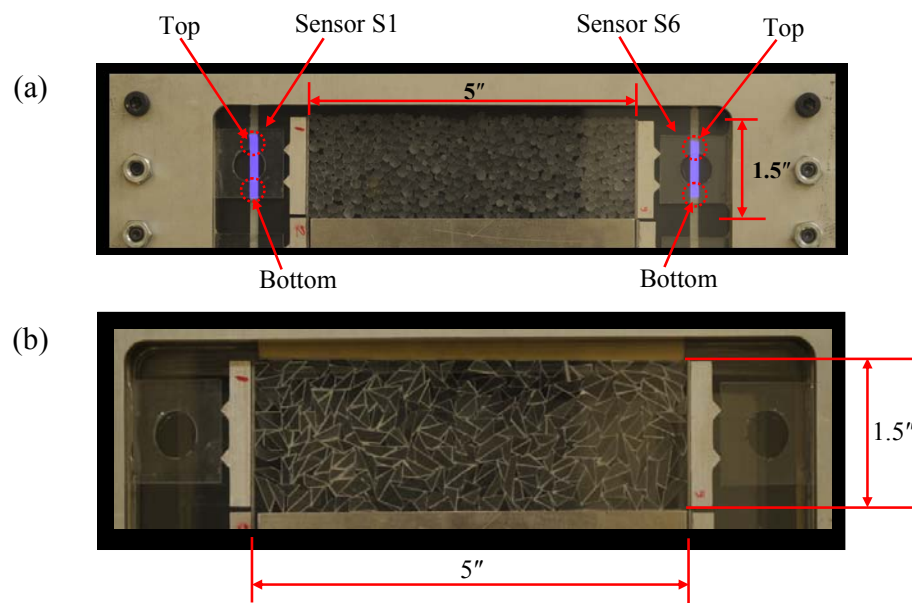 Top
Sensor S1
Sensor S6
Top
(a)
5″
1.5″
Bottom
Bottom
(b)
1.5″
5″